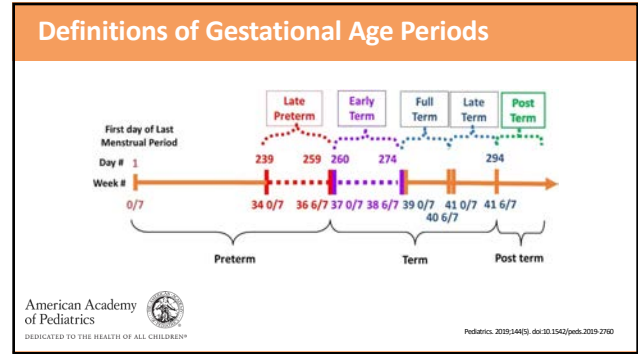 Definitions of Gestational Age Periods
Late
Preterm
Early
Term
Full
Term
Late
Term
Post
Term
First day of Last
Menstrual Period
Day # 1 239 259 260 274 294
Week #
0/7 34 0/7 36 6/7 37 0/7 38 6/7 39 0/7 41 0/7 41 6/7
40 6/7
Preterm Term Post term
American Academy
of Pediatrics
DEDICATED TO THE HEALTH OF ALL CHILDREN®
Pediatrics. 2019;144(5). doi:10.1542/peds.2019-2760